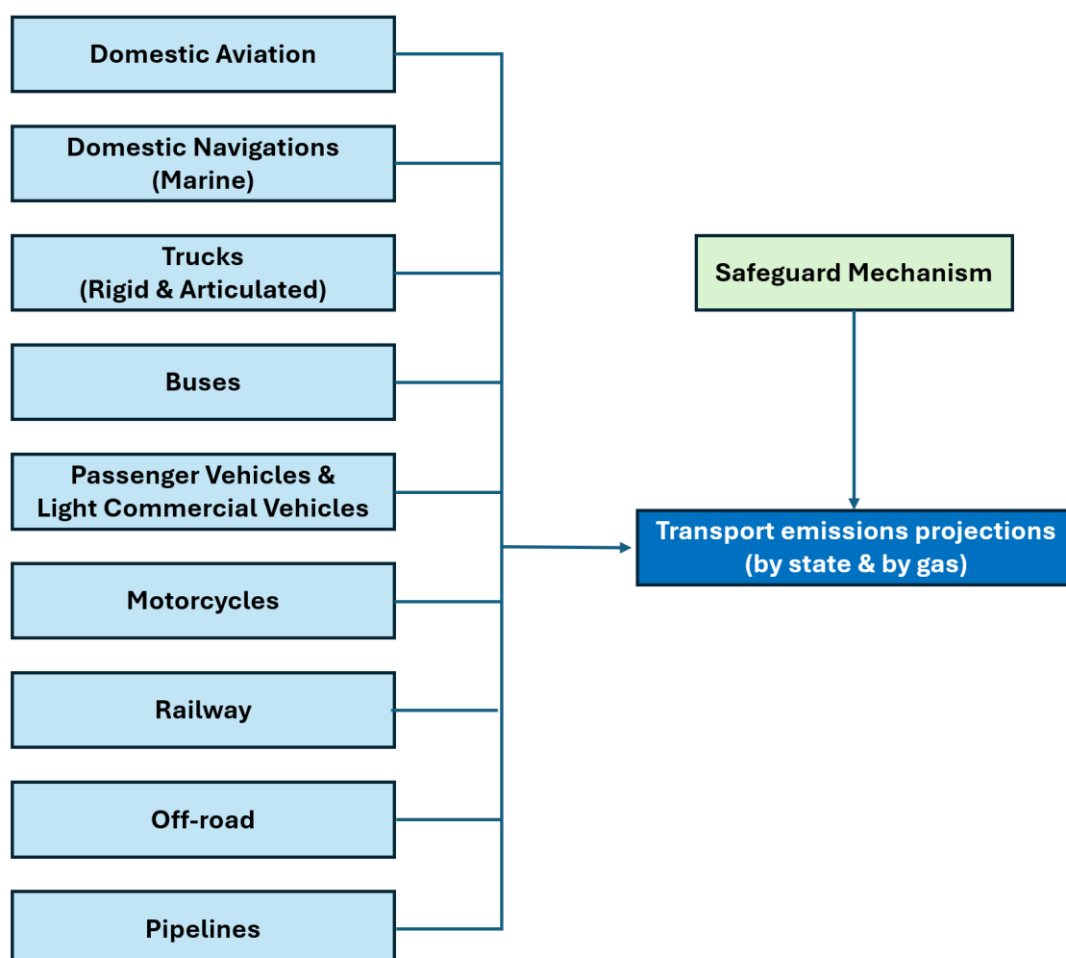 Domestic Aviation
Domestic Navigations
(Marine)
Trucks
(Rigid & Articulated)
Buses
Passenger Vehicles &
Light Commercial Vehicles
Motorcycles
Railway
Off-road
Pipelines
Safeguard Mechanism
Transport emissions projections
(by state & by gas)